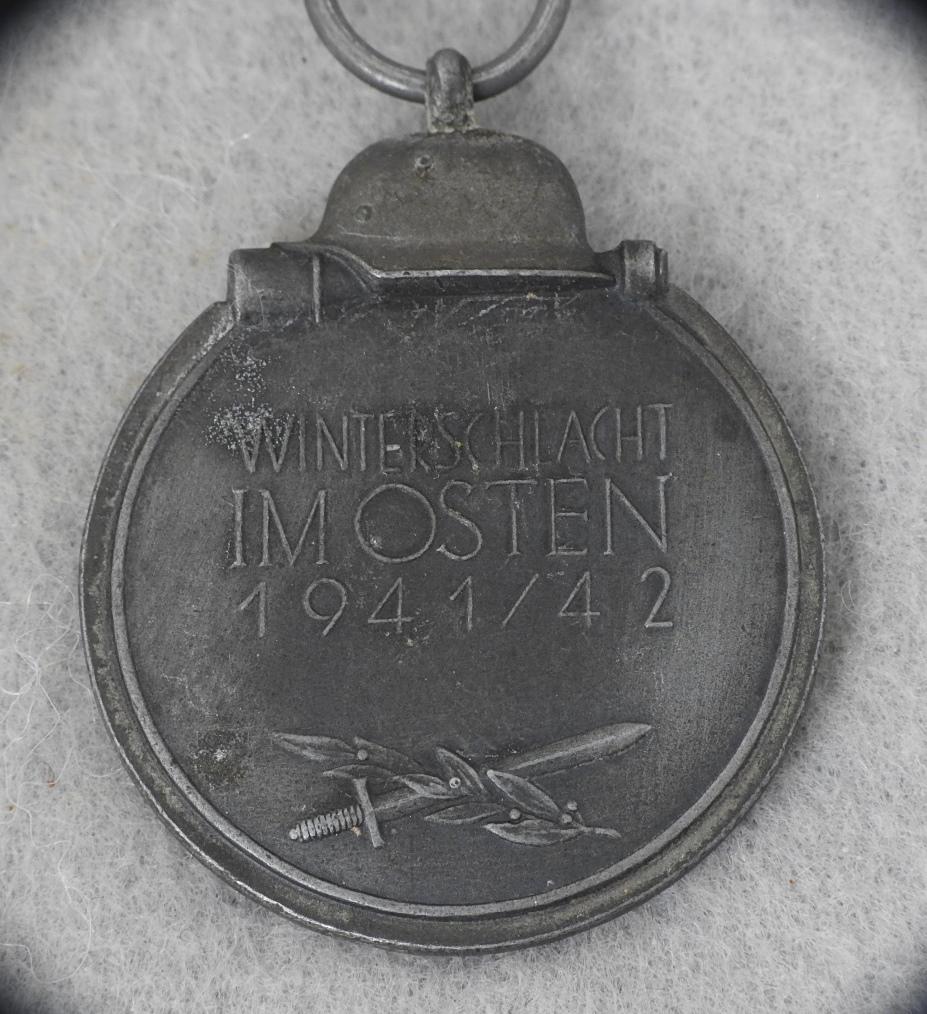 WINTERSCHLACHT
IM OSTEN
1941/42